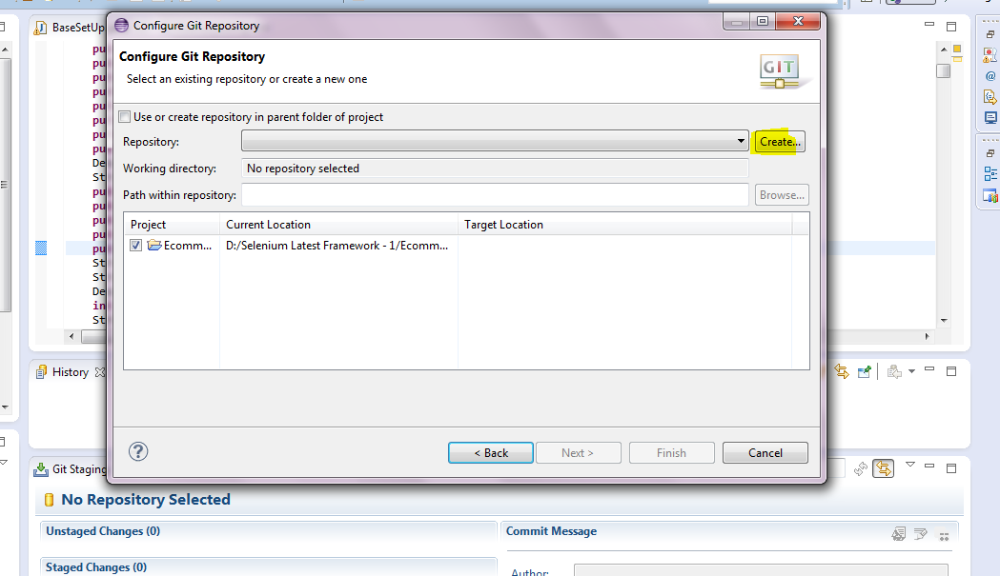 BaseSetUp
Configure Git Repository
Configure Git Repository
Select an existing repository or create a new one
GIT
pu
pu
pu
pu
pu
pu
pu
pu
De
St
pu
pu
pu
pu
pu
St
St
De
in
St
Use or create repository in parent folder of project
Repository: Create...
Working directory: No repository selected
Path within repository: Browse...
Project Current Location Target Location
Ecomm... D:/Selenium Latest Framework - 1/Ecomm...
History
? < Back Next > Finish Cancel
Git Staging
No Repository Selected
Unstaged Changes (0) Commit Message
Staged Changes (0)
Author: